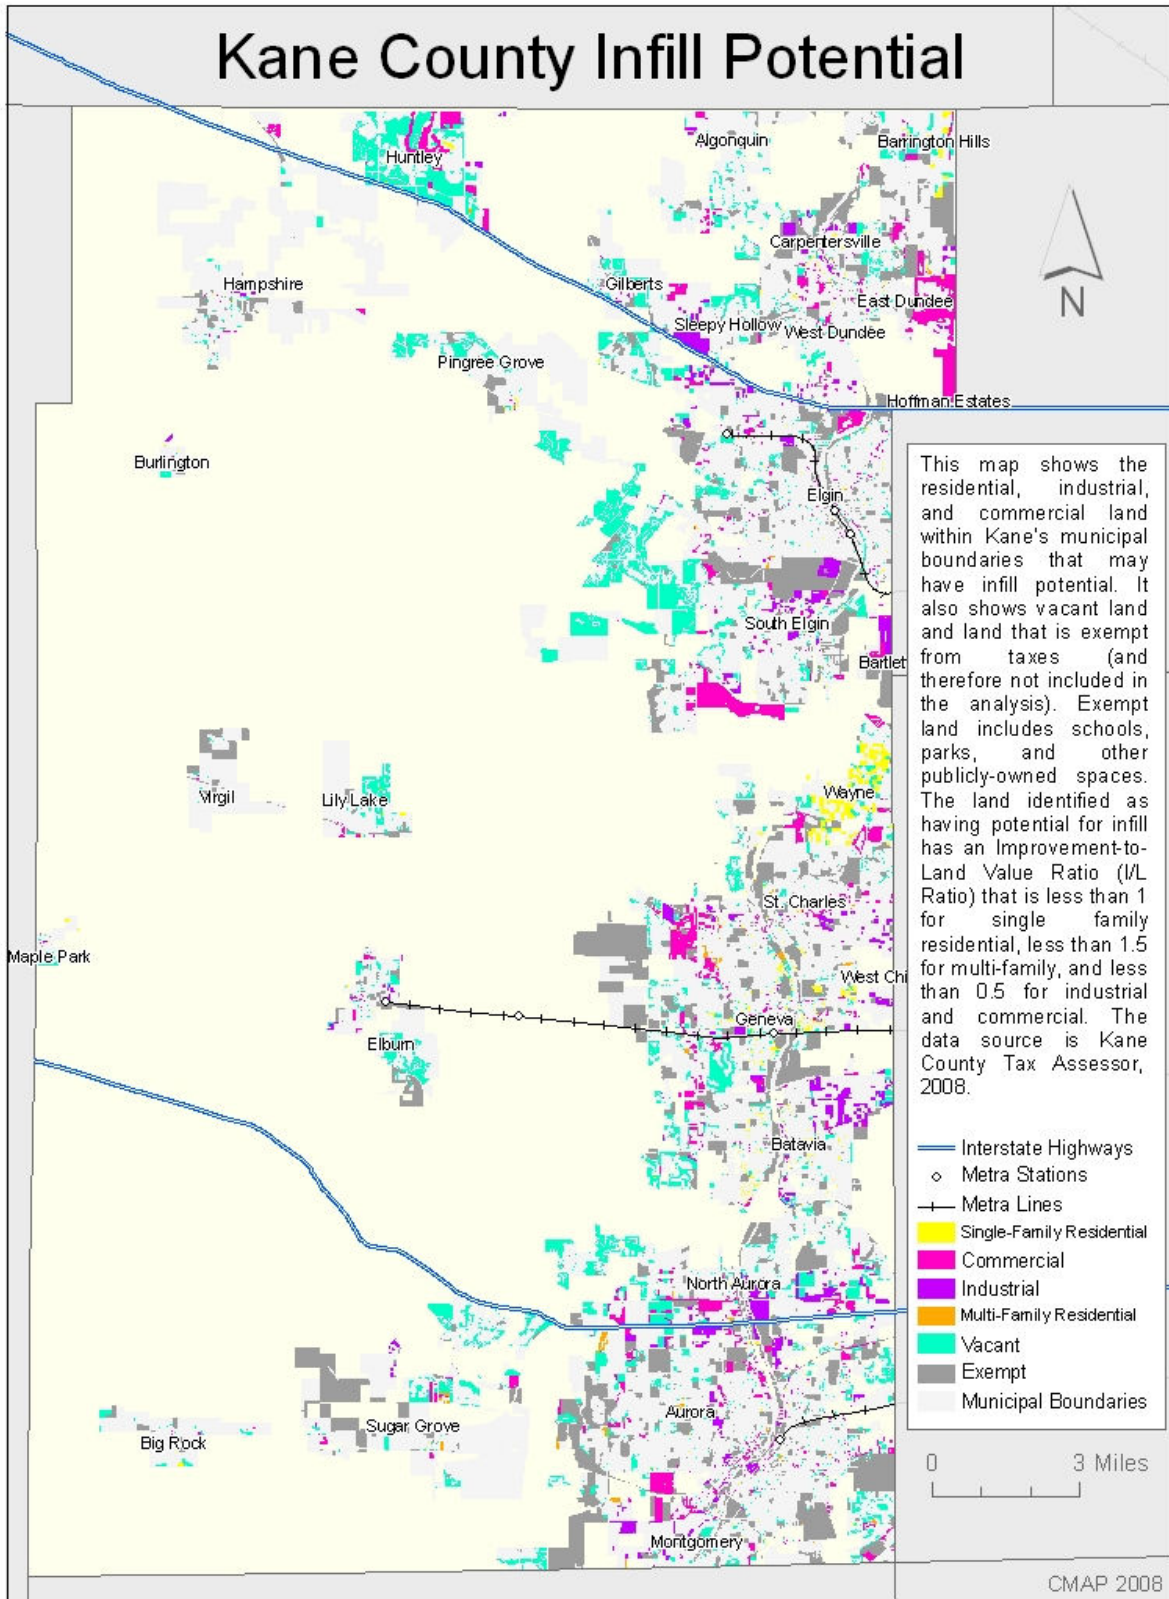 Kane County Infill Potential
Huntley
Algonquin
Barrington Hills
Carpentersville
Hampshire
Gilberts
East Dundee
Sleepy Hollow
West Dundee
Pingree Grove
Hoffman Estates
Burlington
Elgin
South Elgin
Bartlet
Virgil
Lily Lake
Wayne
St. Charles
Maple Park
West Chi
Geneva
Elburn
Batavia
North Aurora
Aurora
Sugar Grove
Big Rock
Montgomery
N
This map shows the
residential, industrial,
and commercial land
within Kane's municipal
boundaries that may
have infill potential. It
also shows vacant land
and land that is exempt
from taxes (and
therefore not included in
the analysis). Exempt
land includes schools,
parks, and other
publicly-owned spaces.
The land identified as
having potential for infill
has an Improvement-to-
Land Value Ratio (I/L
Ratio) that is less than 1
for single family
residential, less than 1.5
for multi-family, and less
than 0.5 for industrial
and commercial. The
data source is Kane
County Tax Assessor,
2008.
Interstate Highways
Metra Stations
Metra Lines
Single-Family Residential
Commercial
Industrial
Multi-Family Residential
Vacant
Exempt
Municipal Boundaries
0 3 Miles
CMAP 2008